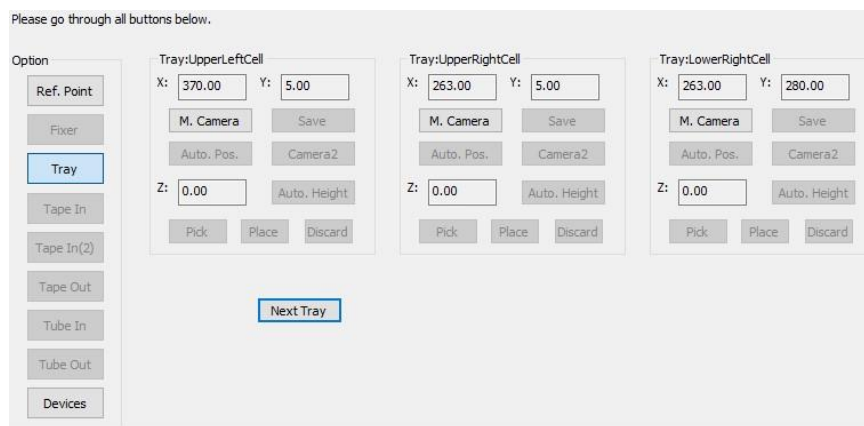 Please go through all buttons below.
Option
Ref. Point
Fixer
Tray
Tape In
Tape In(2)
Tape Out
Tube In
Tube Out
Devices
Tray:UpperLeftCell
X: 370.00 Y: 5.00
M. Camera Save
Auto. Pos. Camera2
Z: 0.00 Auto. Height
Pick Place Discard
Tray:UpperRightCell
X: 263.00 Y: 5.00
M. Camera Save
Auto. Pos. Camera2
Z: 0.00 Auto. Height
Pick Place Discard
Tray:LowerRightCell
X: 263.00 Y: 280.00
M. Camera Save
Auto. Pos. Camera2
Z: 0.00 Auto. Height
Pick Place Discard
Next Tray